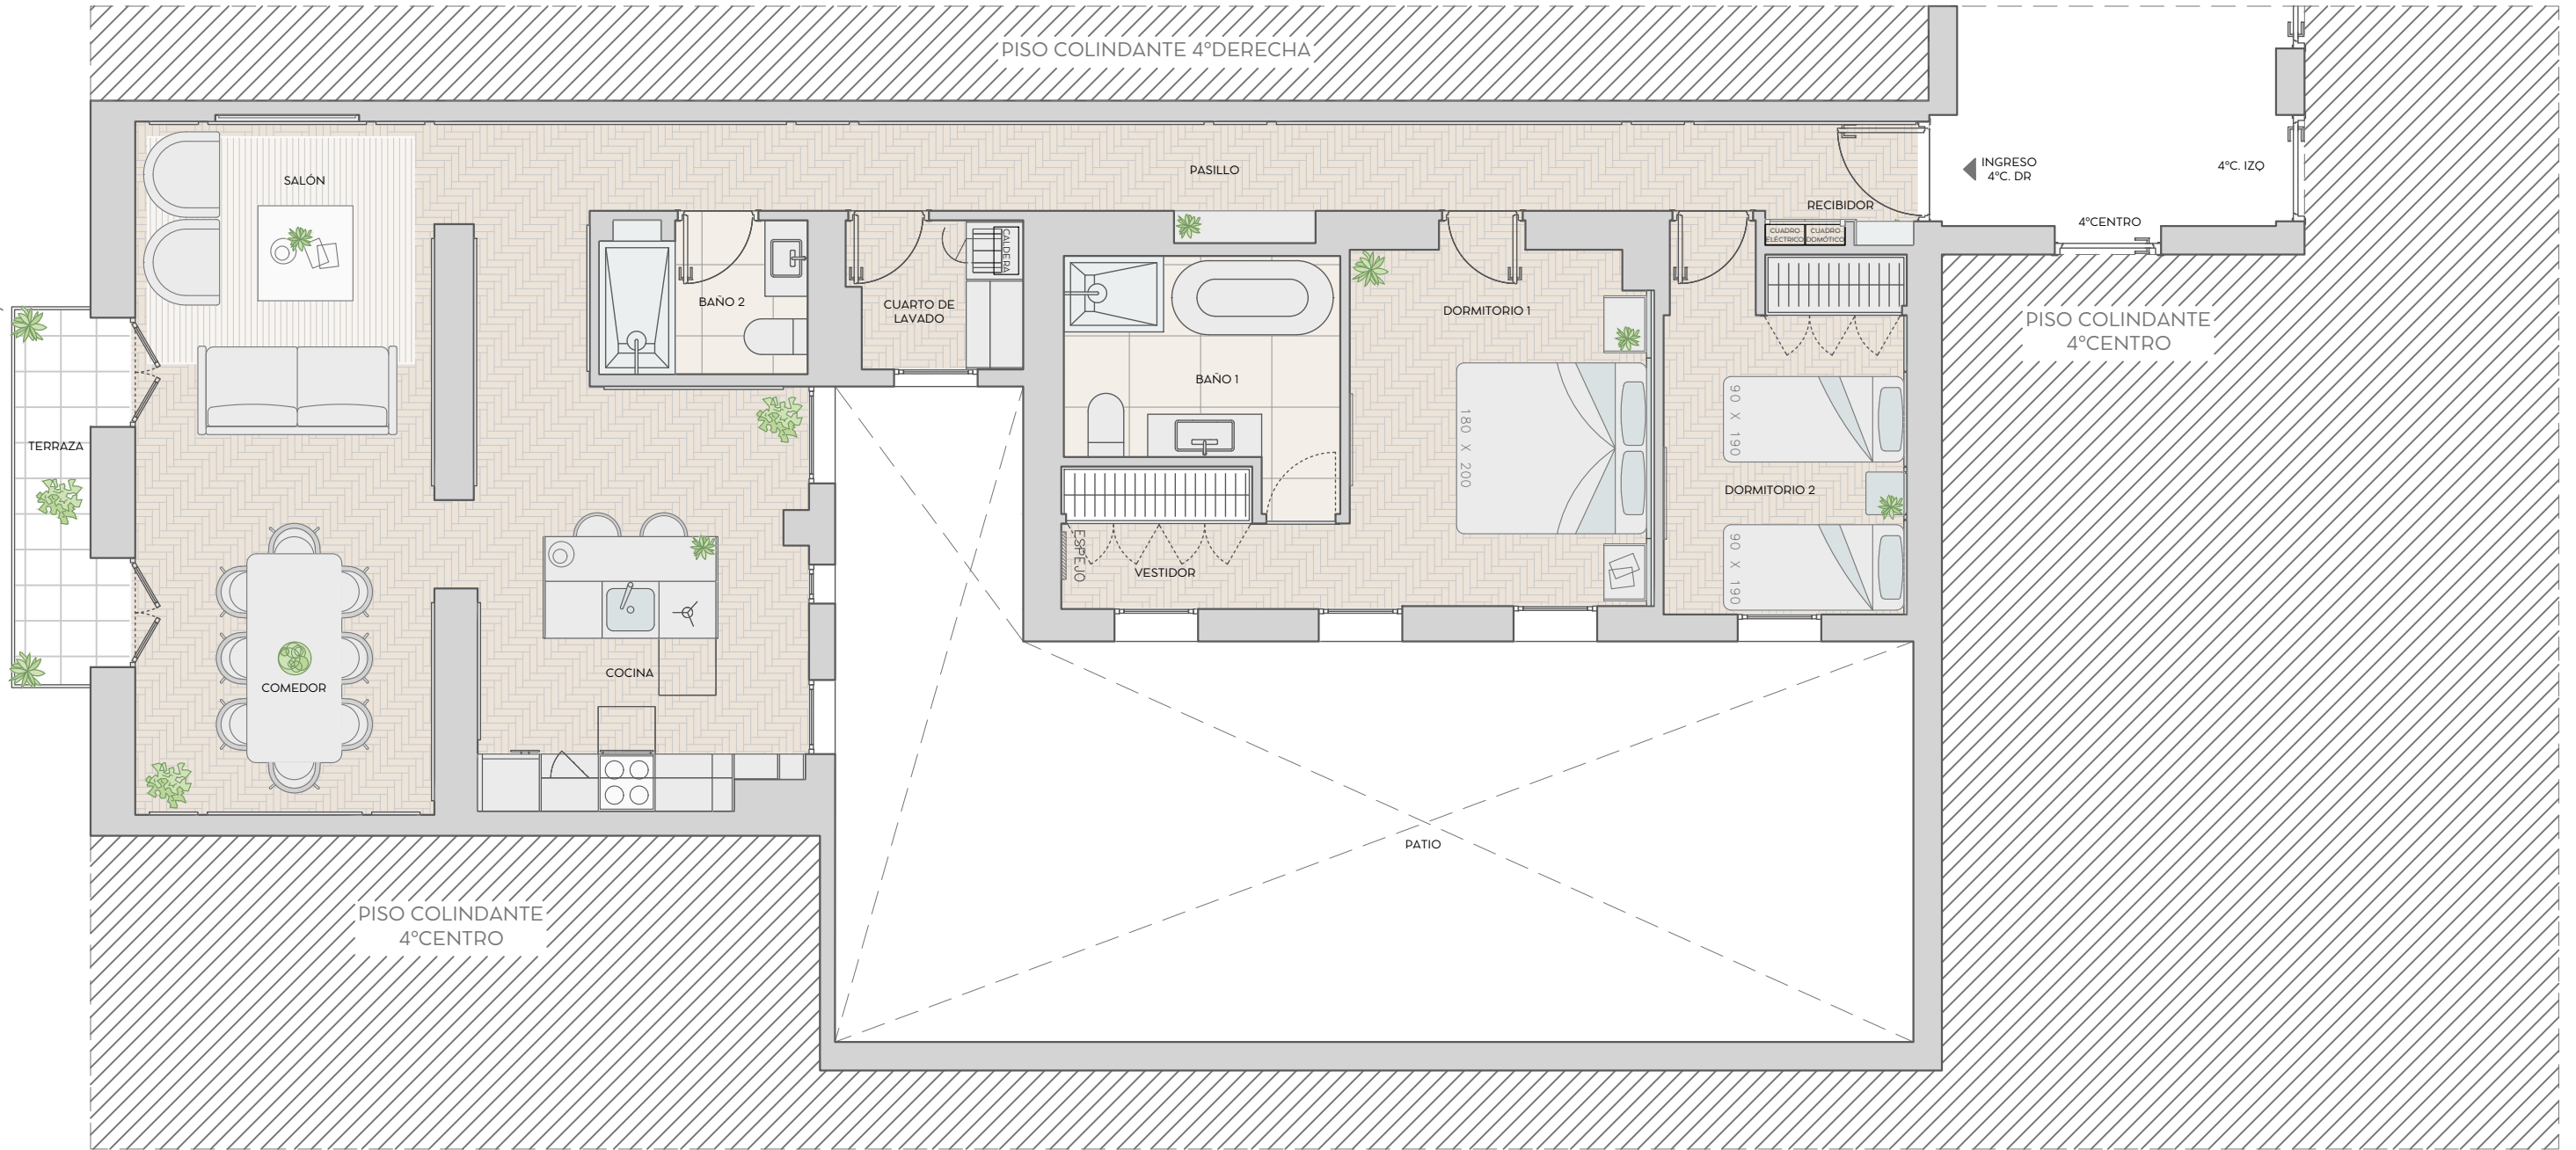 PISO COLINDANTE 4ºDERECHA
INGRESO
4ºC. DR
4ºC. IZQ
PASILLO
SALÓN
RECIBIDOR
4ºCENTRO
CUADRO
ELÉCTRICO
CUADRO
DOMÓTICO
CALDERA
BAÑO 2
CUARTO DE
LAVADO
DORMITORIO 1
PISO COLINDANTE
4ºCENTRO
BAÑO 1
TERRAZA
180 X 200
90 X 190
DORMITORIO 2
90 X 190
ESPEJO
VESTIDOR
COCINA
COMEDOR
PATIO
PISO COLINDANTE
4ºCENTRO